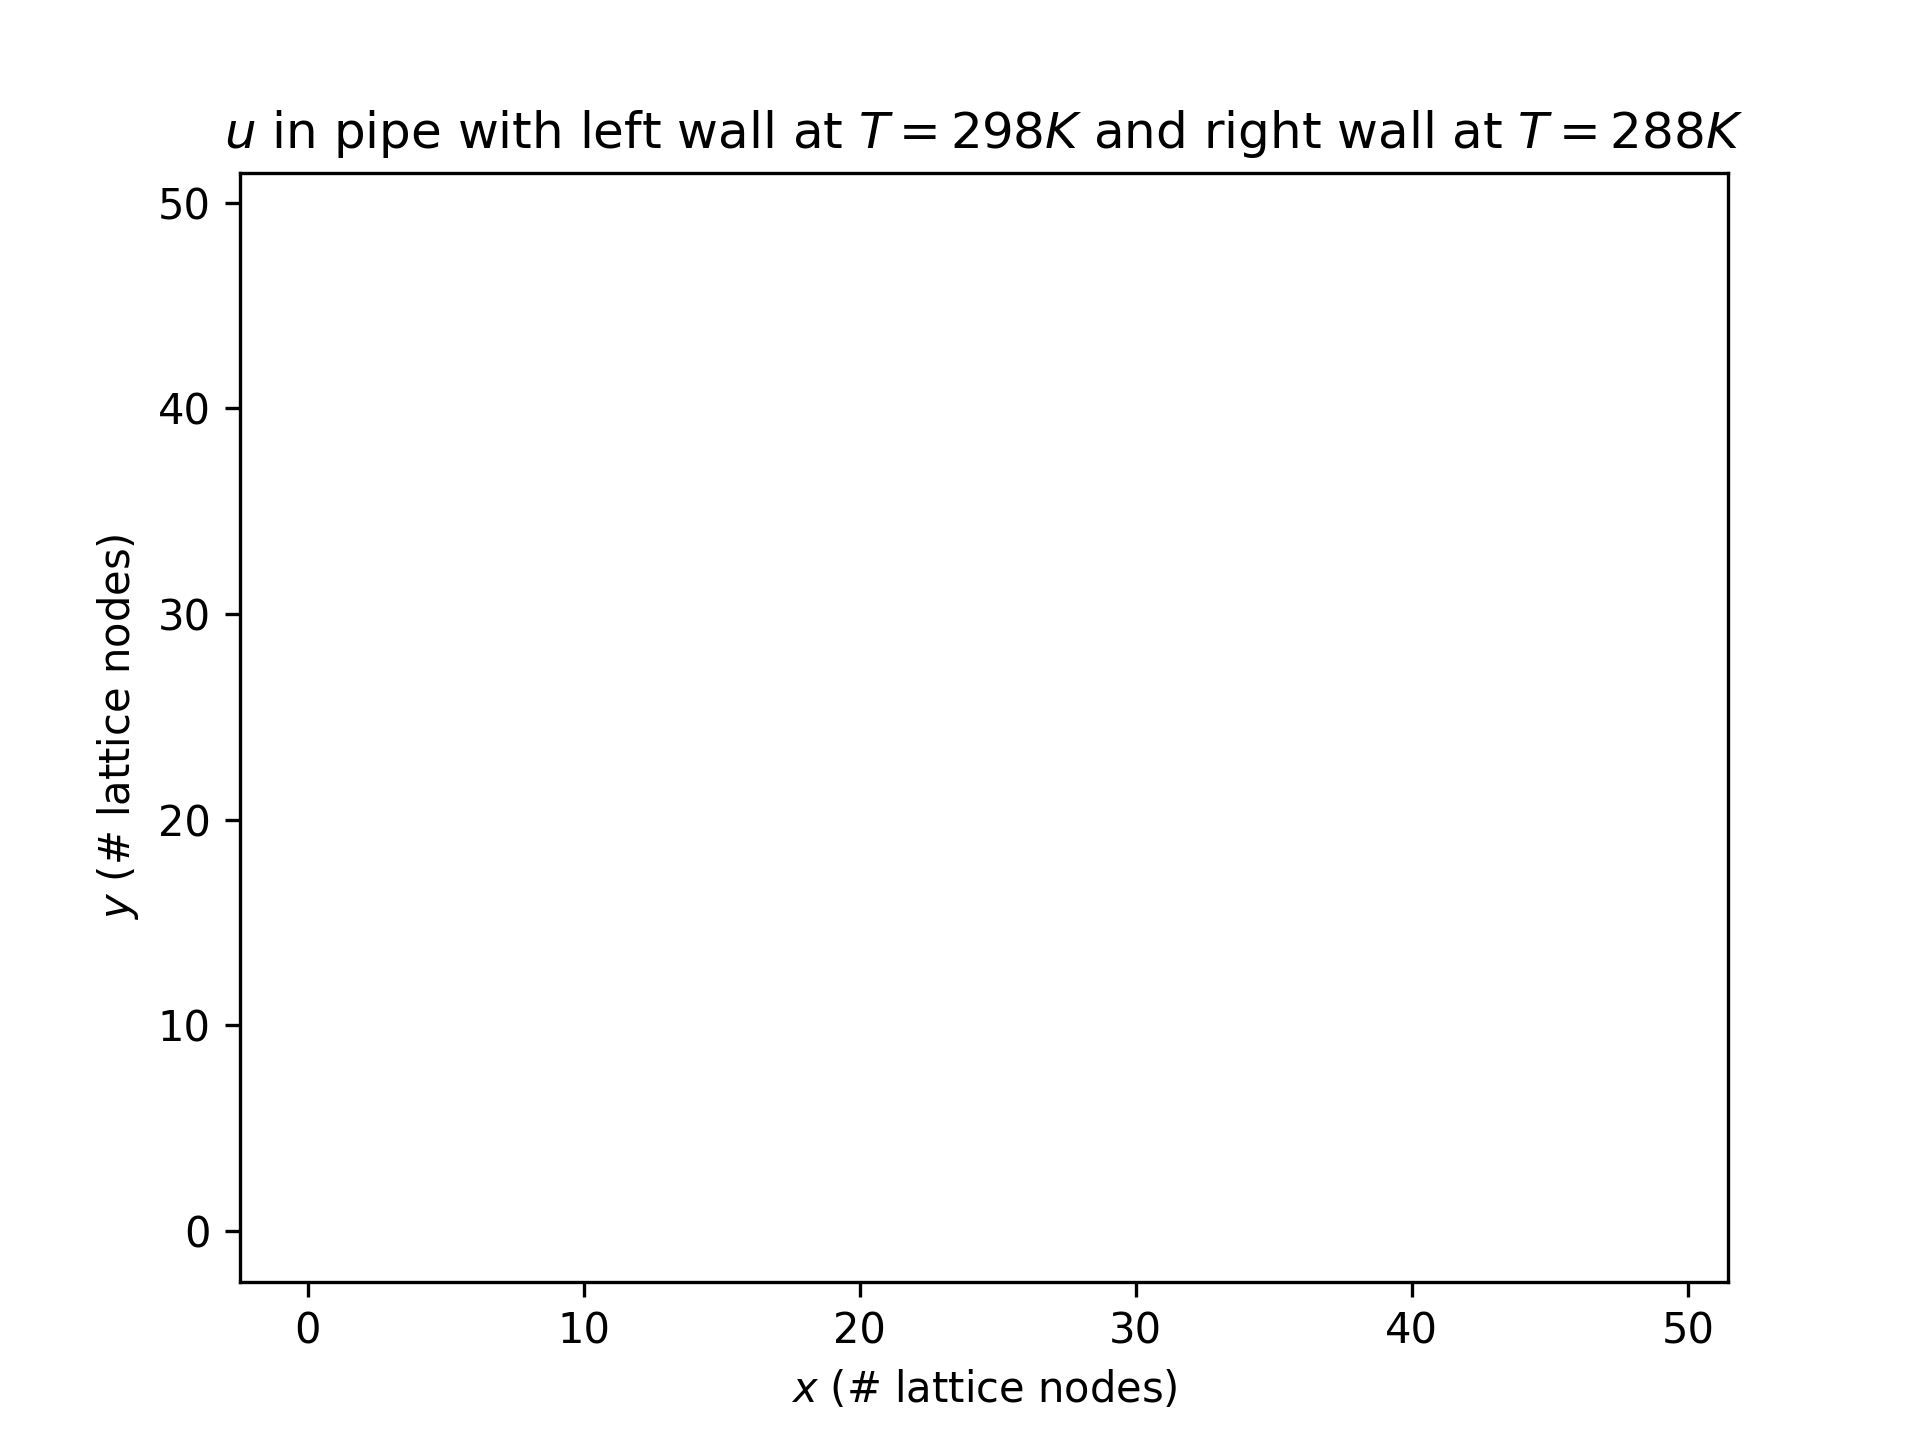 u in pipe with left wall at T = 298K and right wall at T = 288K
50
40
30
20
10
0
y (# lattice nodes)
0 10 20 30 40 50
x (# lattice nodes)